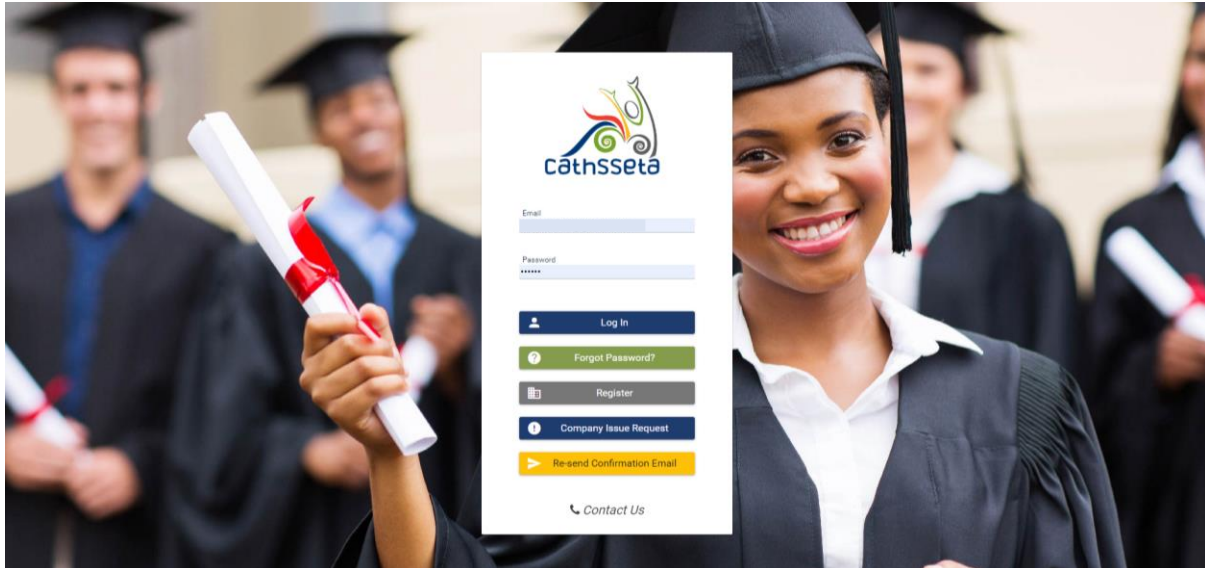 cathsseta
Email
Password
••••••
Log In
Forgot Password?
Register
Company Issue Request
Re-send Confirmation Email
Contact Us